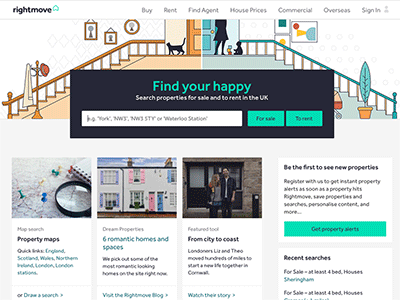 rightmove
Buy Rent Find Agent House Prices Commercial Overseas Sign In
Find your happy
Search properties for sale and to rent in the UK
e.g. 'York', 'NW3', 'NW3 5TY' or 'Waterloo Station'
For sale
To rent
Map search
Property maps
Quick links: England,
Scotland, Wales, Northern
Ireland, London, London
stations.
or Draw a search >
Dream Properties
6 romantic homes and
spaces
We pick out some of the most
romantic looking homes on
the site right now.
Visit the Rightmove Blog >
Featured tool
From city to coast
Londoners Liz and Theo
moved hundreds of miles to
start a new life together in
Cornwall.
Watch their story >
Be the first to see new properties
Register with us to get instant property
alerts as soon as a property hits
Rightmove, save properties and
searches, personalise content, and
more...
Get property alerts
Recent searches
For Sale – at least 4 bed, Houses
Sheringham
For Sale – at least 4 bed, Houses